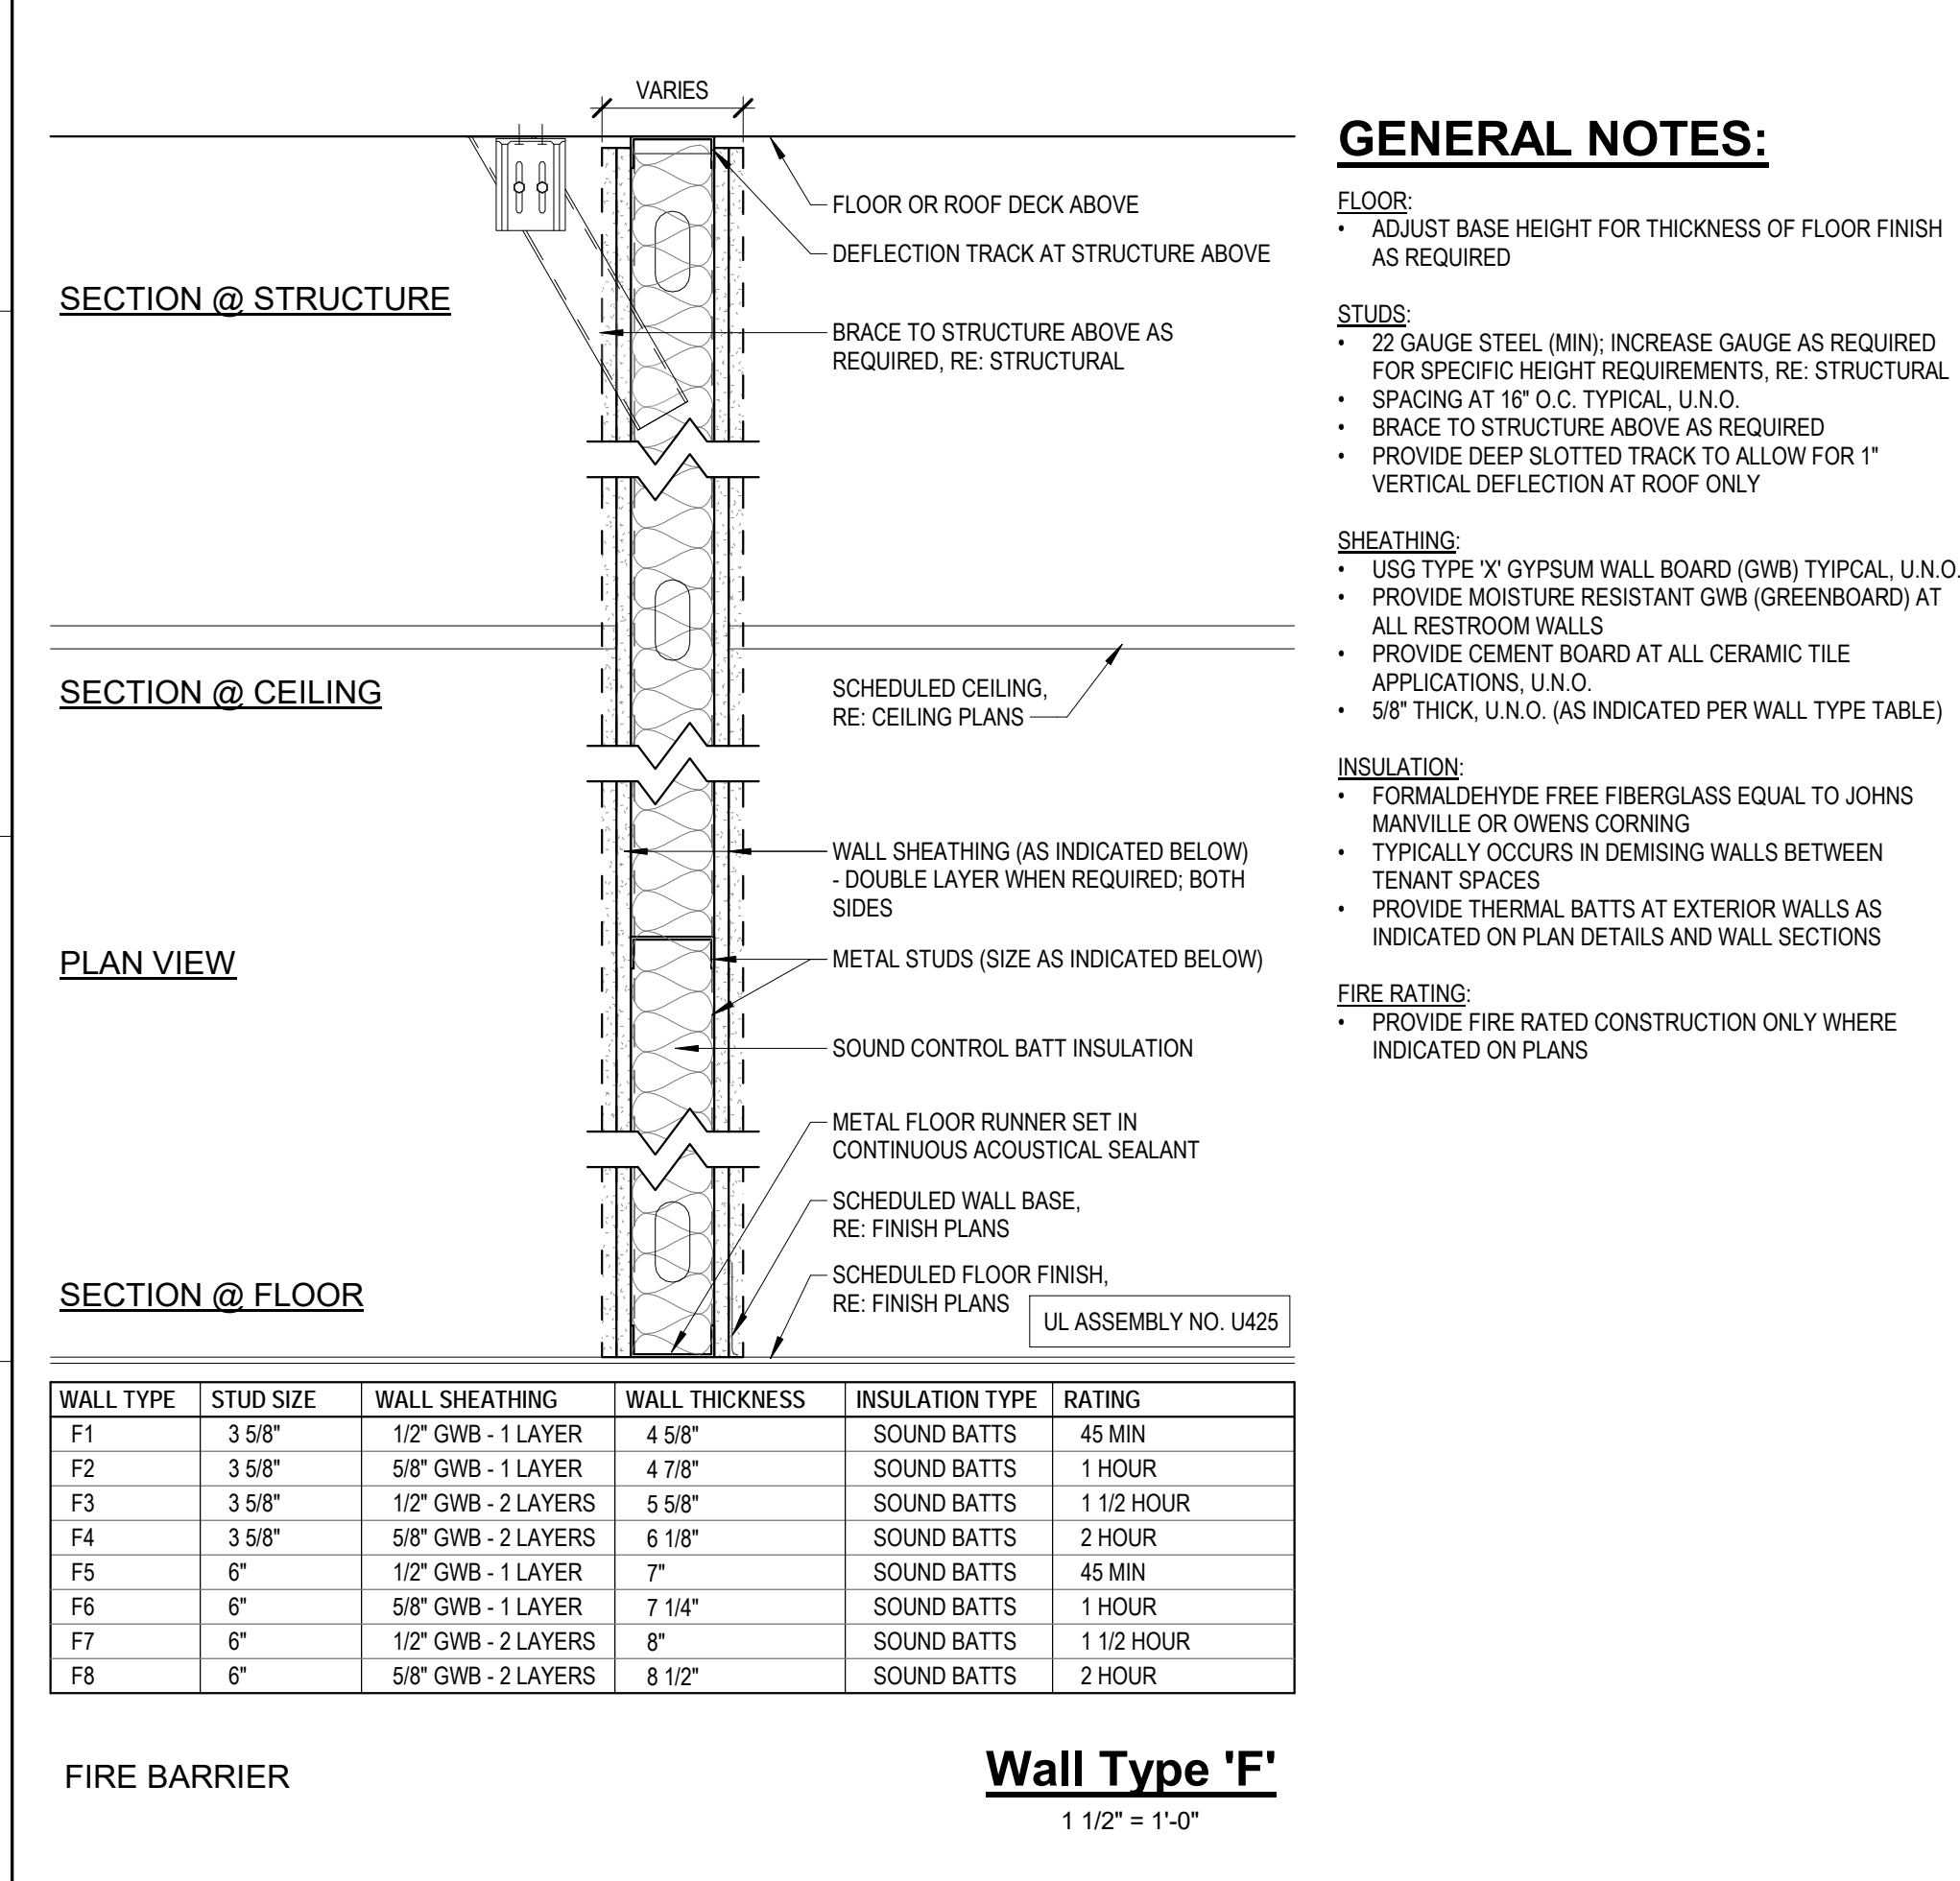 VARIES
FLOOR OR ROOF DECK ABOVE
DEFLECTION TRACK AT STRUCTURE ABOVE
SECTION @ STRUCTURE
BRACE TO STRUCTURE ABOVE AS
REQUIRED, RE: STRUCTURAL
SECTION @ CEILING
SCHEDULED CEILING,
RE: CEILING PLANS
WALL SHEATHING (AS INDICATED BELOW)
- DOUBLE LAYER WHEN REQUIRED; BOTH
SIDES
PLAN VIEW
METAL STUDS (SIZE AS INDICATED BELOW)
SOUND CONTROL BATT INSULATION
METAL FLOOR RUNNER SET IN
CONTINUOUS ACOUSTICAL SEALANT
SCHEDULED WALL BASE,
RE: FINISH PLANS
SECTION @ FLOOR
SCHEDULED FLOOR FINISH,
RE: FINISH PLANS
UL ASSEMBLY NO. U425
WALL TYPE STUD SIZE WALL SHEATHING WALL THICKNESS INSULATION TYPE RATING
F1 3 5/8" 1/2" GWB - 1 LAYER 4 5/8" SOUND BATTS 45 MIN
F2 3 5/8" 5/8" GWB - 1 LAYER 4 7/8" SOUND BATTS 1 HOUR
F3 3 5/8" 1/2" GWB - 2 LAYERS 5 5/8" SOUND BATTS 1 1/2 HOUR
F4 3 5/8" 5/8" GWB - 2 LAYERS 6 1/8" SOUND BATTS 2 HOUR
F5 6" 1/2" GWB - 1 LAYER 7" SOUND BATTS 45 MIN
F6 6" 5/8" GWB - 1 LAYER 7 1/4" SOUND BATTS 1 HOUR
F7 6" 1/2" GWB - 2 LAYERS 8" SOUND BATTS 1 1/2 HOUR
F8 6" 5/8" GWB - 2 LAYERS 8 1/2" SOUND BATTS 2 HOUR
FIRE BARRIER
Wall Type 'F'
1 1/2" = 1'-0"
GENERAL NOTES:
FLOOR:
• ADJUST BASE HEIGHT FOR THICKNESS OF FLOOR FINISH
AS REQUIRED
STUDS:
• 22 GAUGE STEEL (MIN); INCREASE GAUGE AS REQUIRED
FOR SPECIFIC HEIGHT REQUIREMENTS, RE: STRUCTURAL
• SPACING AT 16" O.C. TYPICAL, U.N.O.
• BRACE TO STRUCTURE ABOVE AS REQUIRED
• PROVIDE DEEP SLOTTED TRACK TO ALLOW FOR 1"
VERTICAL DEFLECTION AT ROOF ONLY
SHEATHING:
• USG TYPE 'X' GYPSUM WALL BOARD (GWB) TYIPCAL, U.N.O.
• PROVIDE MOISTURE RESISTANT GWB (GREENBOARD) AT
ALL RESTROOM WALLS
• PROVIDE CEMENT BOARD AT ALL CERAMIC TILE
APPLICATIONS, U.N.O.
• 5/8" THICK, U.N.O. (AS INDICATED PER WALL TYPE TABLE)
INSULATION:
• FORMALDEHYDE FREE FIBERGLASS EQUAL TO JOHNS
MANVILLE OR OWENS CORNING
• TYPICALLY OCCURS IN DEMISING WALLS BETWEEN
TENANT SPACES
• PROVIDE THERMAL BATTS AT EXTERIOR WALLS AS
INDICATED ON PLAN DETAILS AND WALL SECTIONS
FIRE RATING:
• PROVIDE FIRE RATED CONSTRUCTION ONLY WHERE
INDICATED ON PLANS